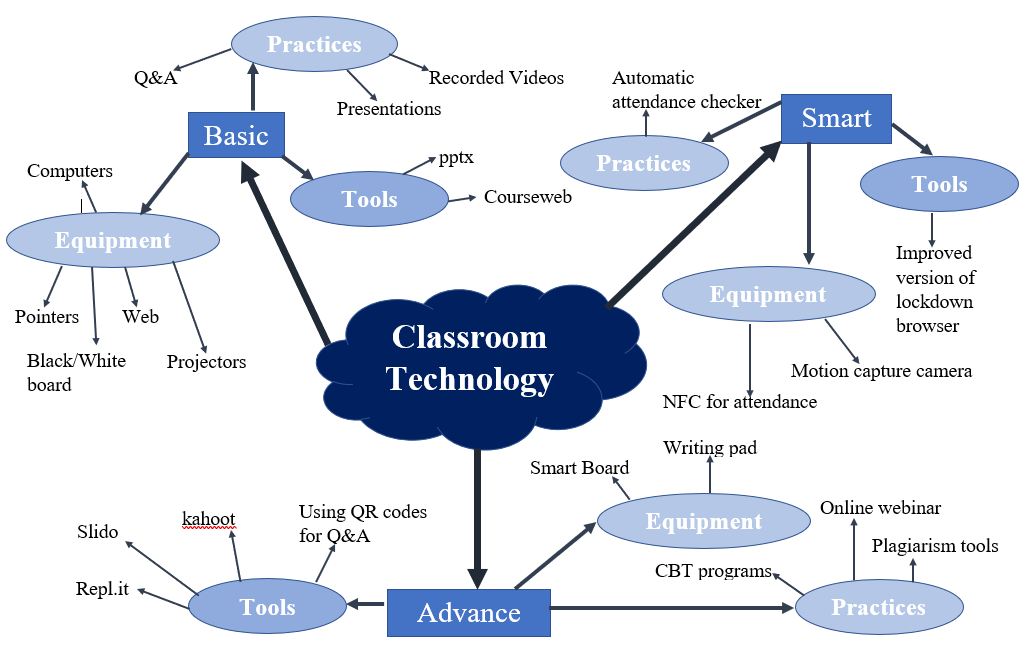 Practices
Q&A
Recorded Videos
Presentations
Basic
Computers
pptx
Tools
Courseweb
Equipment
Pointers
Web
Black/White
board
Projectors
Automatic
attendance checker
Smart
Practices
Tools
Improved
version of
lockdown
browser
Equipment
Motion capture camera
NFC for attendance
Classroom
Technology
Writing pad
Smart Board
Equipment
Online webinar
Plagiarism tools
CBT programs
Practices
Using QR codes
for Q&A
kahoot
Slido
Repl.it
Tools
Advance